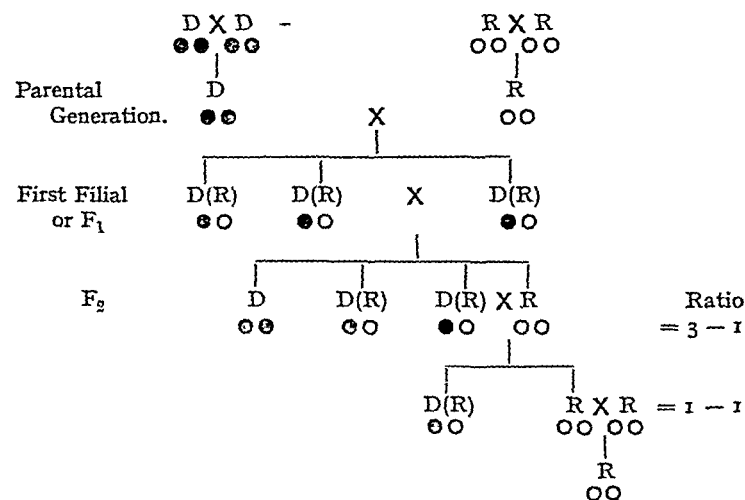 D X D - R X R
D R
Parental
Generation. X
First Filial D(R) D(R) X D(R)
or F1
F2 D D(R) D(R) X R Ratio
= 3 – 1
D(R) R X R = 1 – 1
R